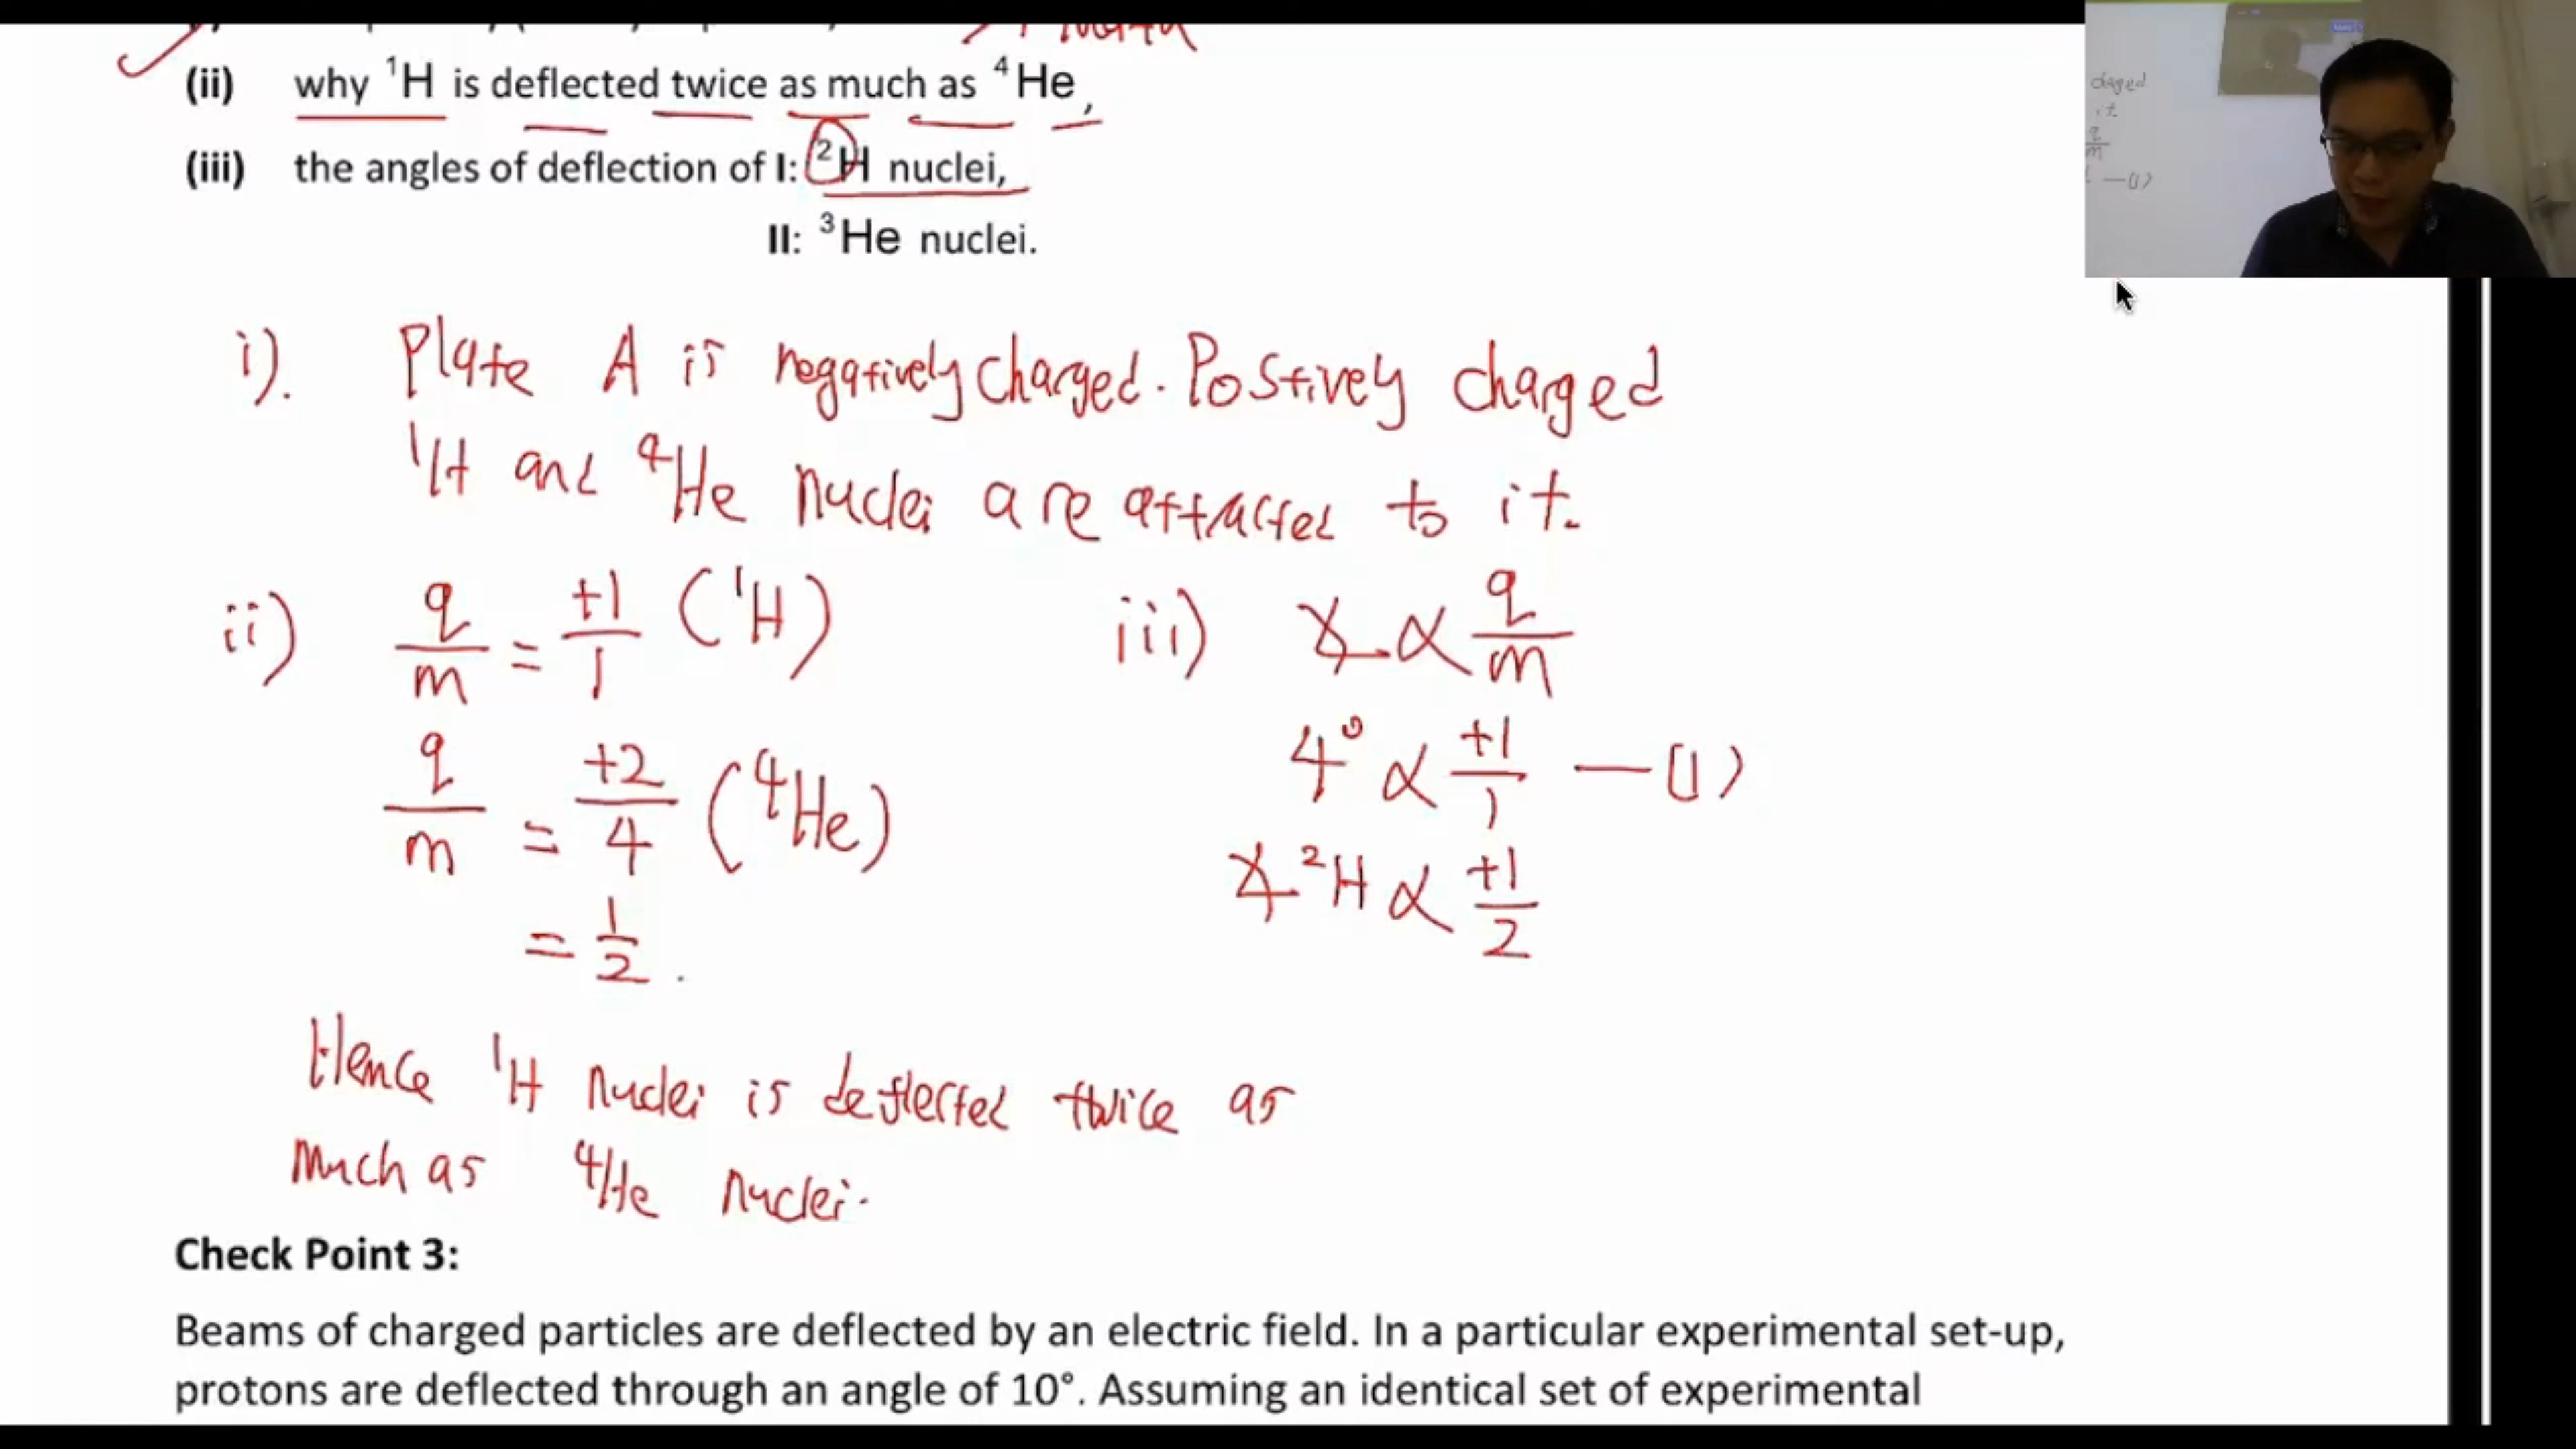 (ii) why ¹H is deflected twice as much as ⁴He,
(iii) the angles of deflection of I: ²H nuclei,
II: ³He nuclei.
i). Plate A is negatively charged. Postively charged
¹H and ⁴He nuclei are attracted to it.
ii) q/m = +1/1 (¹H)
q/m = +2/4 (⁴He)
= 1/2.
Hence ¹H nuclei is deflected twice as
much as ⁴He nuclei.
iii) ∡ ∝ q/m
4° ∝ +1/1 — (1)
∡ ²H ∝ +1/2
Check Point 3:
Beams of charged particles are deflected by an electric field. In a particular experimental set-up,
protons are deflected through an angle of 10°. Assuming an identical set of experimental
charged
it
q/m
— (1)